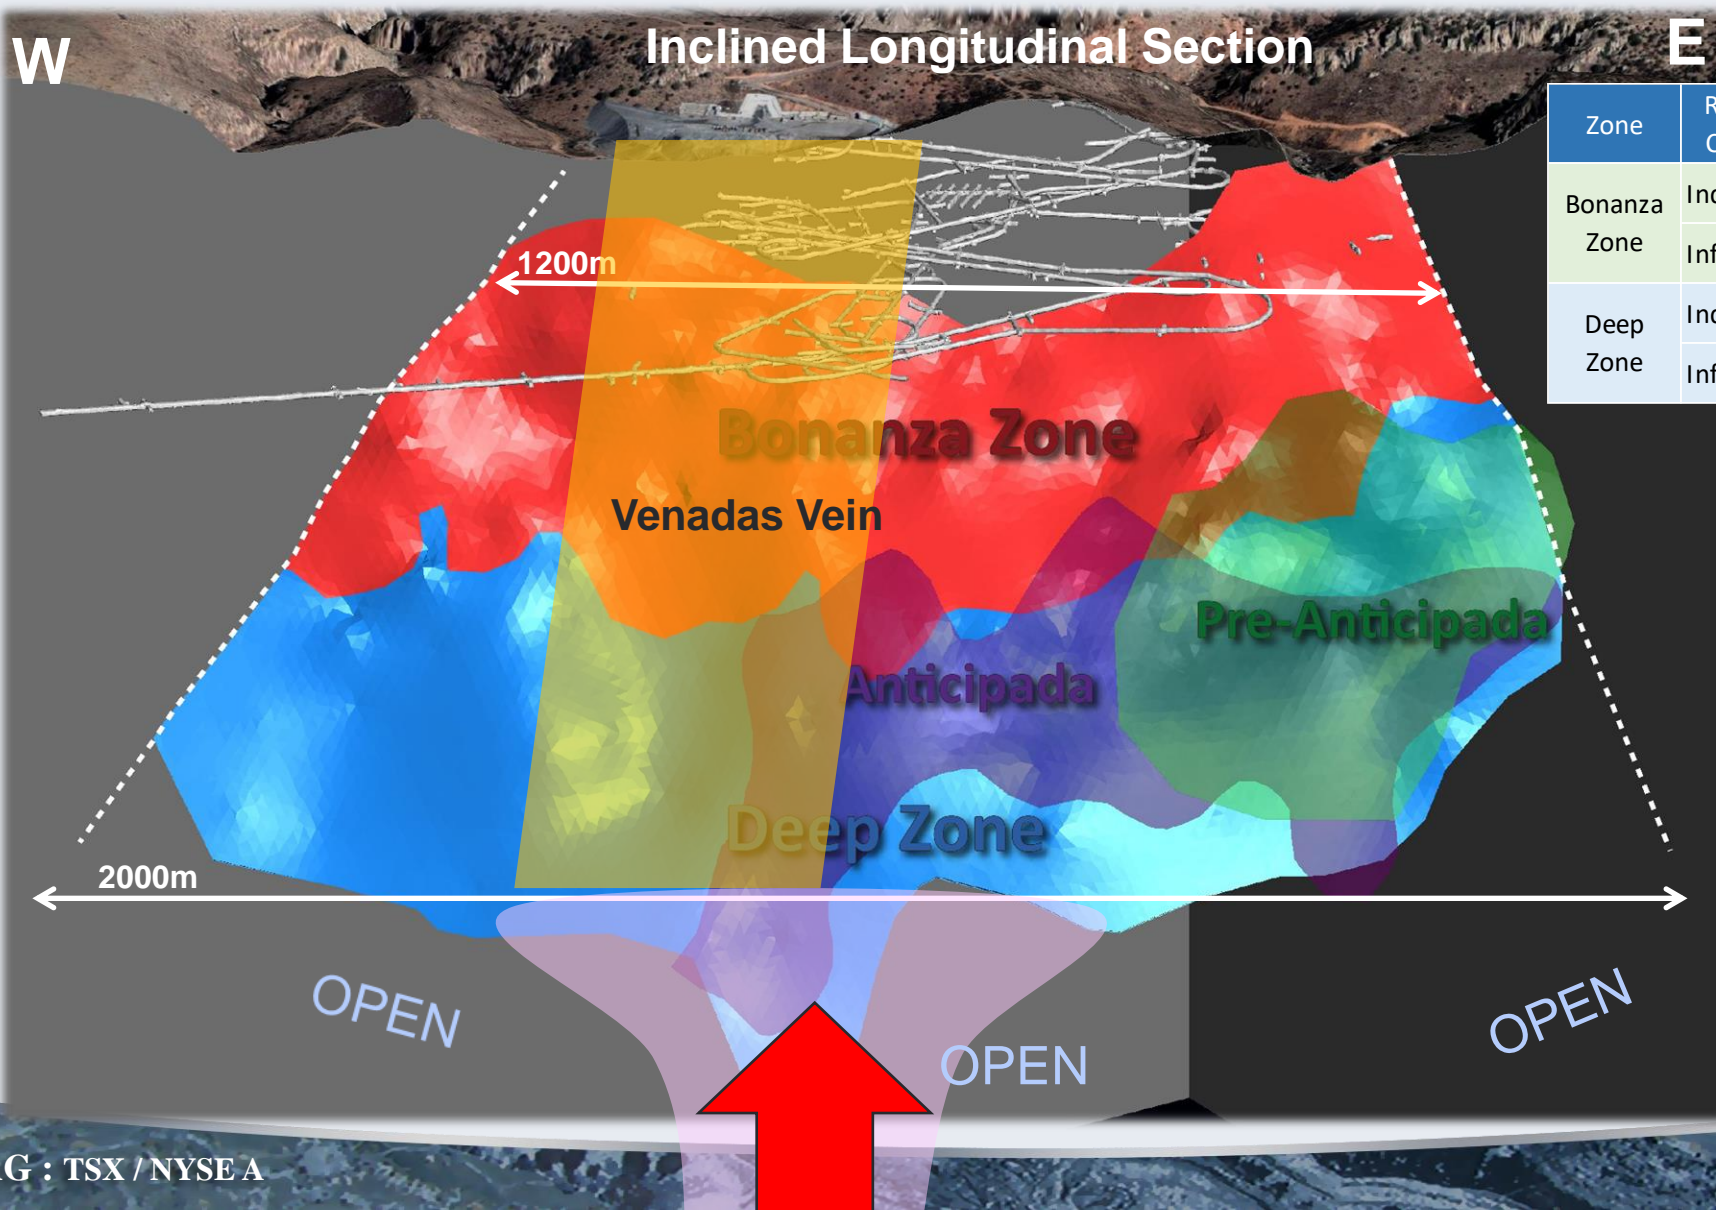 W
Inclined Longitudinal Section
E
Zone
Bonanza
Zone
Deep
Zone
1200m
Bonanza Zone
Venadas Vein
Pre-Anticipada
Anticipada
Deep Zone
2000m
OPEN
OPEN
OPEN
G : TSX / NYSE A